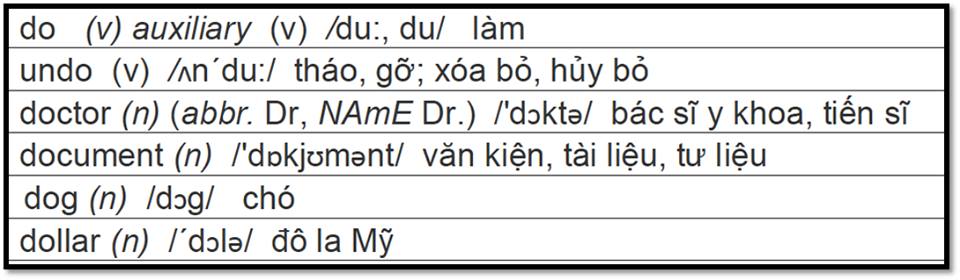 do (v) auxiliary (v) /du:, du/ làm
undo (v) /ʌn´du:/ tháo, gỡ; xóa bỏ, hủy bỏ
doctor (n) (abbr. Dr, NAmE Dr.) /'dɔktə/ bác sĩ y khoa, tiến sĩ
document (n) /'dɒkjʊmənt/ văn kiện, tài liệu, tư liệu
dog (n) /dɔg/ chó
dollar (n) /´dɔlə/ đô la Mỹ